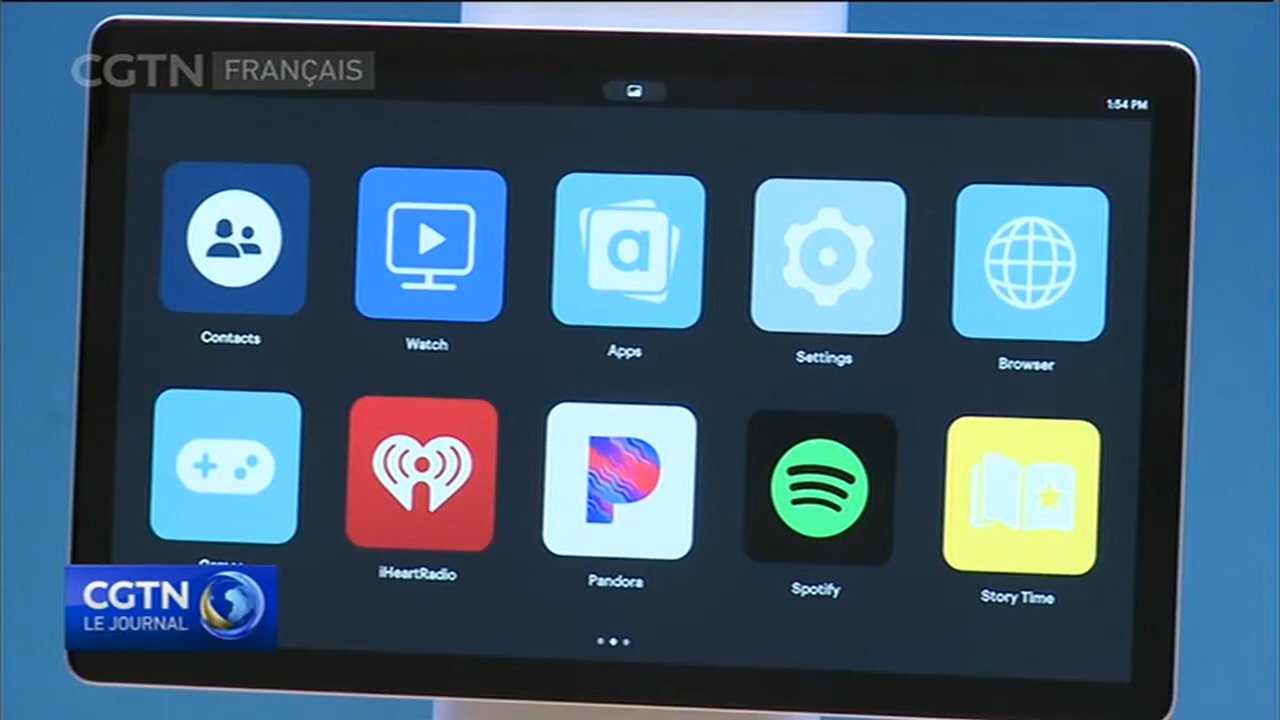 CGTN FRANÇAIS
1:54 PM
Contacts
Watch
a
Apps
Settings
Browser
iHeartRadio
Pandora
Spotify
Story Time
CGTN
LE JOURNAL